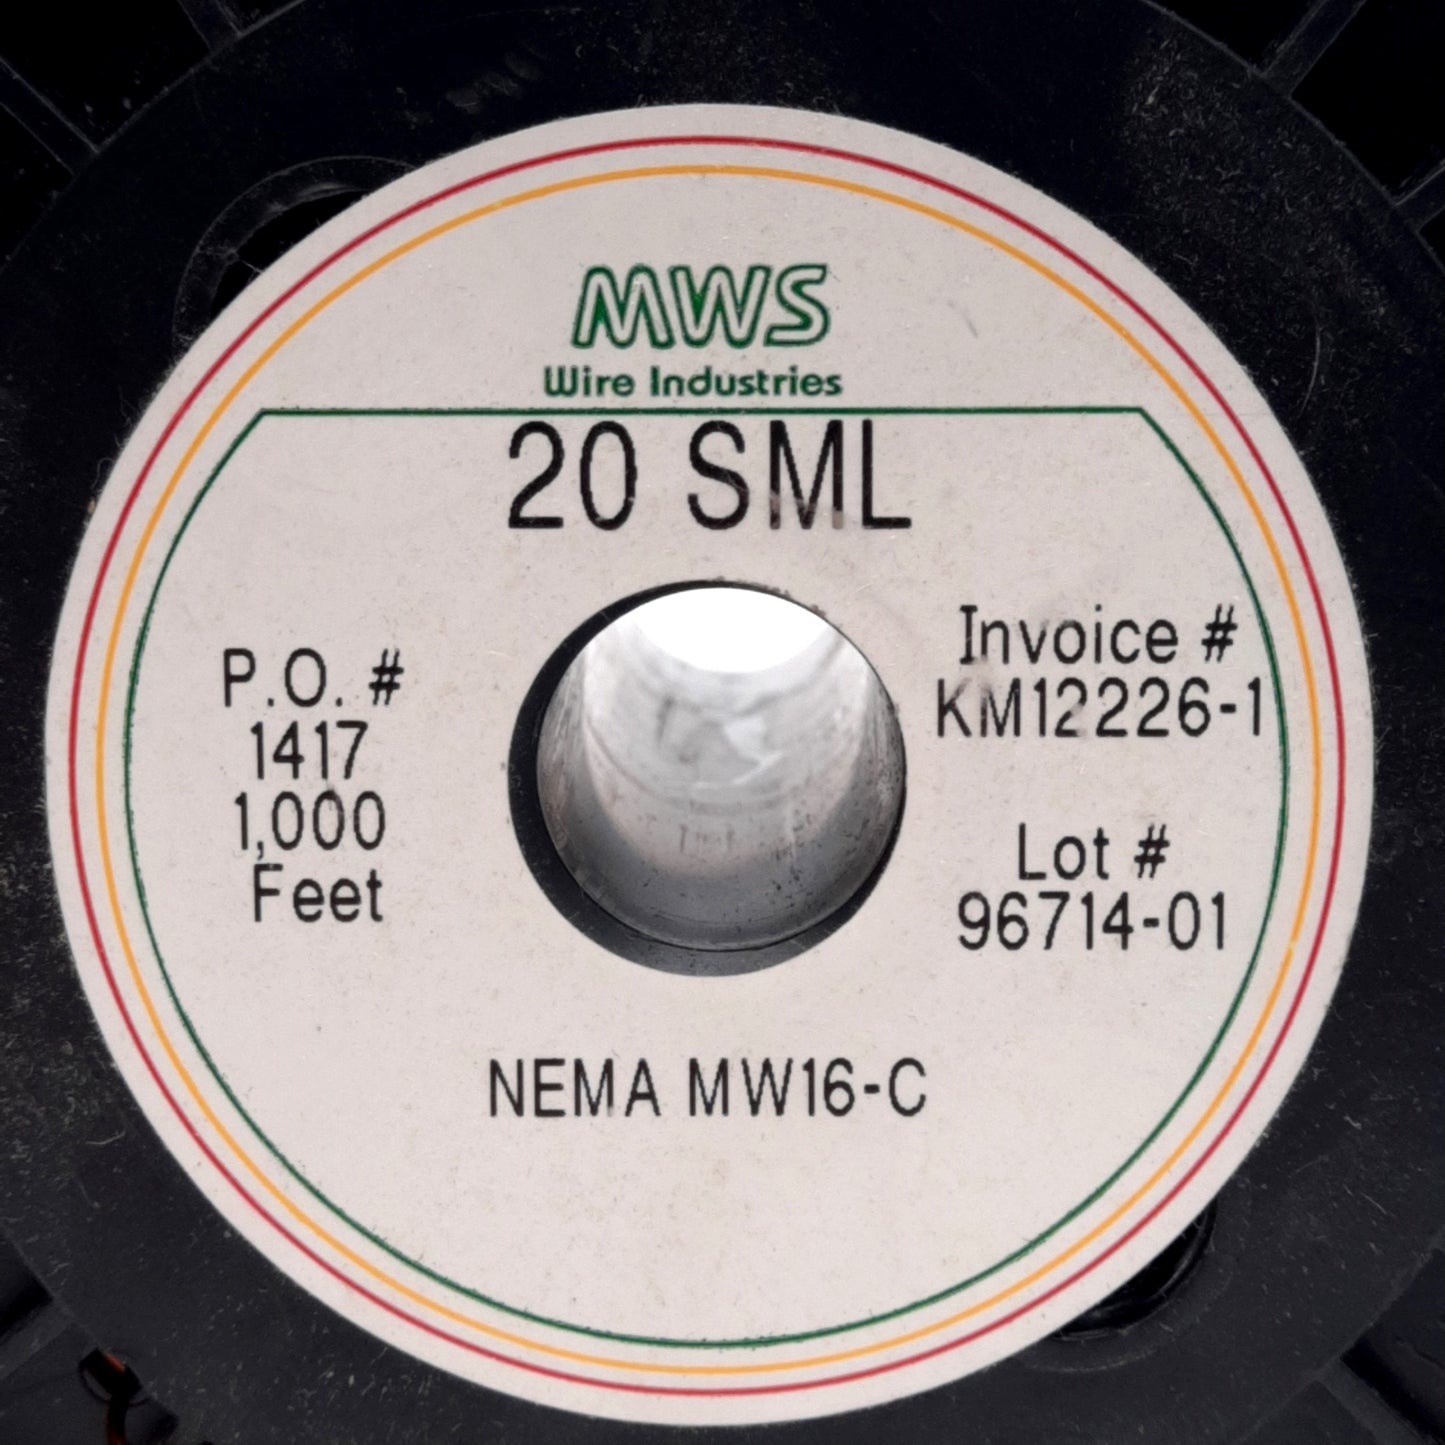 MWS
Wire Industries
20 SML
P.O. #
1417
1,000
Feet
Invoice #
KM12226-1
Lot #
96714-01
NEMA MW16-C